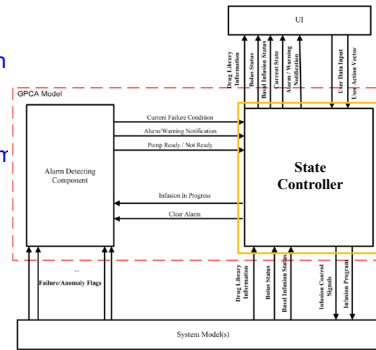 UI
Drug Library
Information
Bolus Status
Basal Infusion Status
Current State
Alarm / Warning
Notification
User Data Input
User Action Vector
GPCA Model
Current Failure Condition
Alarm/Warning Notification
Pump Ready / Not Ready
Alarm Detecting
Component
State
Controller
Infusion In Progress
Clear Alarm
...
Failure/Anomaly Flags
Drug Library
Information
Bolus Status
Basal Infusion Status
Infusion Control
Signals
Infusion Program
System Model(s)